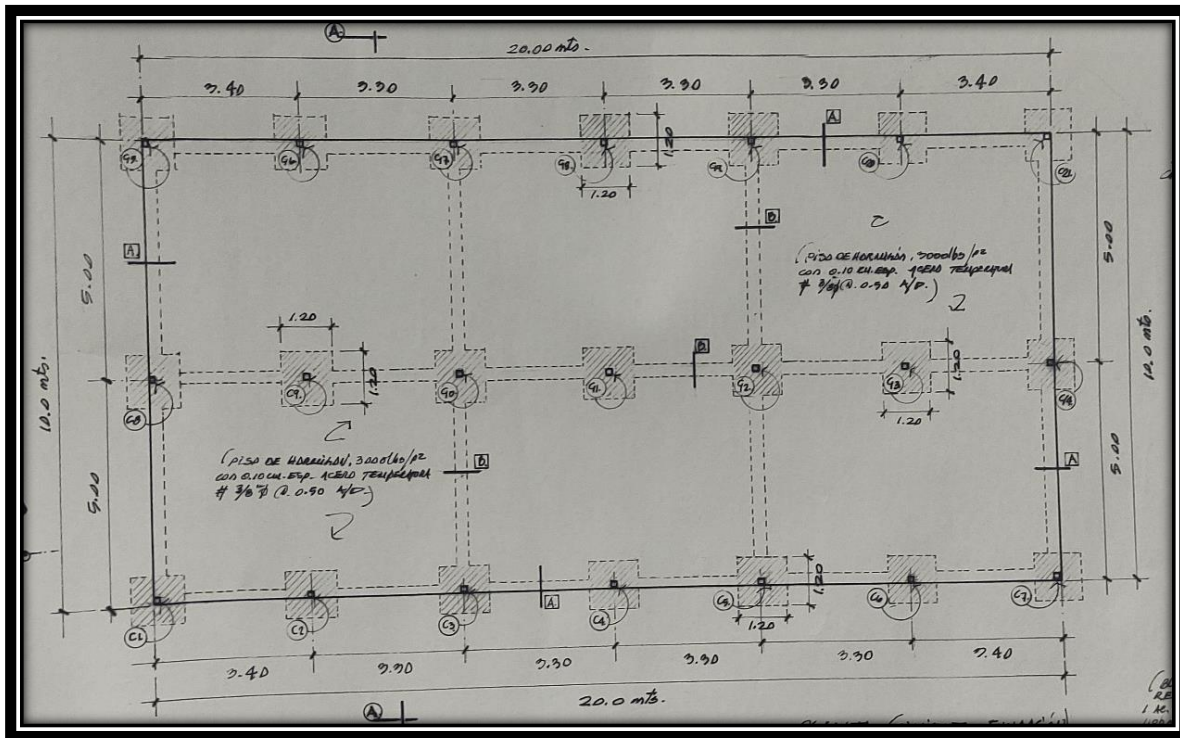 A
20.00 mts.
3.40 3.30 3.30 3.30 3.30 3.40
A
1.20
1.20
B
A
5.00
5.00
(PISO DE HORMIGÓN, 3000lbs/P2
CON 0.10 CM. ESP. ACERO TEMPERATURA
# 3/8"Ø @ 0.30 A/D.)
10.0 mts.
10.0 mts.
1.20
1.20
B
1.20
1.20
C8
C9
5.00
5.00
(PISO DE HORMIGÓN, 3000lbs/P2
CON 0.10 CM. ESP. ACERO TEMPERATURA
# 3/8"Ø @ 0.30 A/D.)
B
A
A
1.20
1.20
C1 C2 C3 C4 C5 C6 C7
3.40 3.30 3.30 3.30 3.30 3.40
20.0 mts.
A